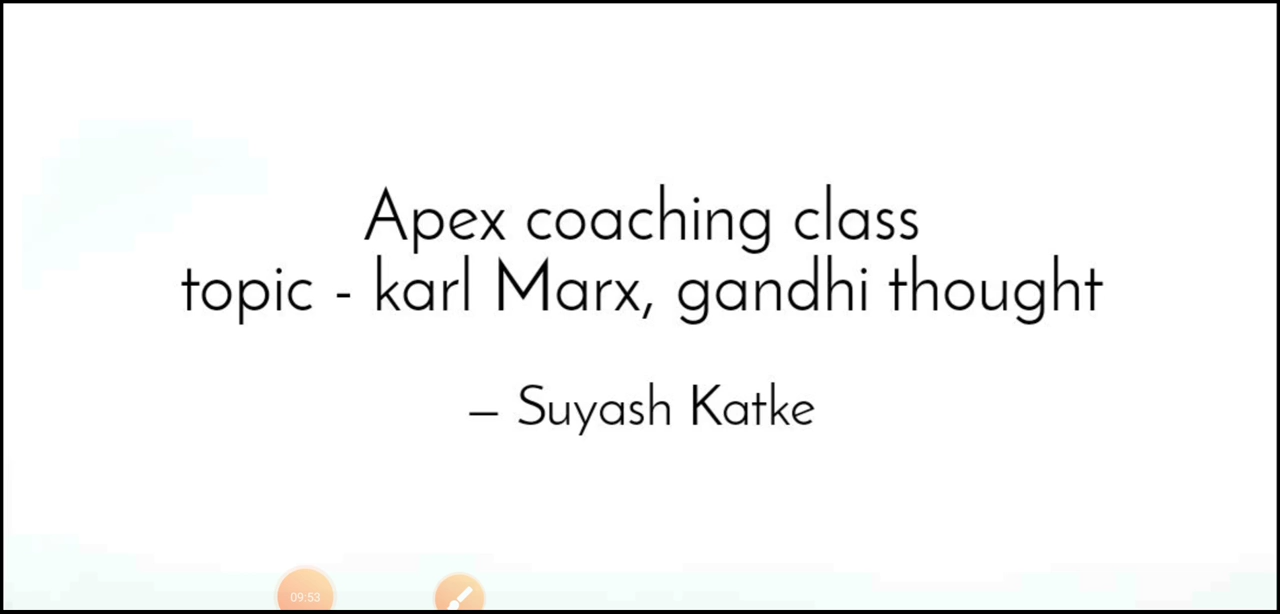 Apex coaching class
topic - karl Marx, gandhi thought
— Suyash Katke
09:53